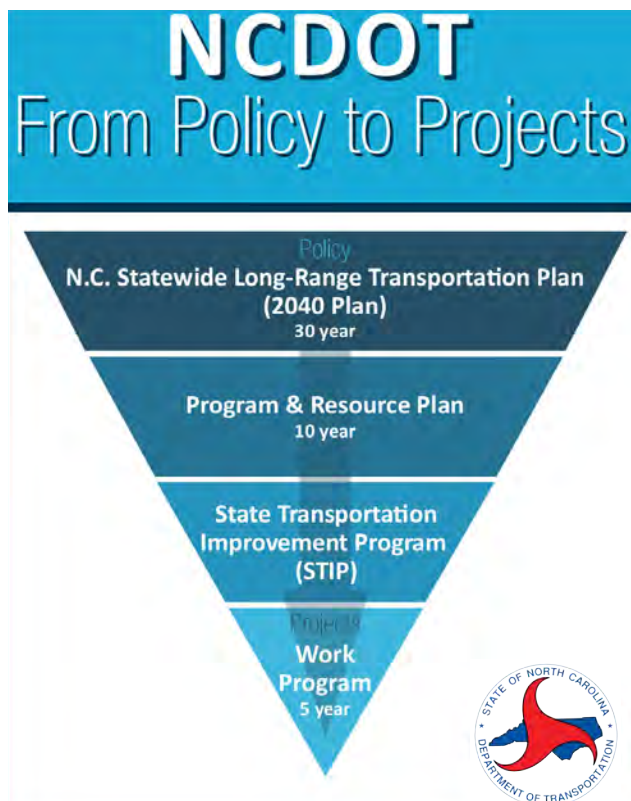 NCDOT
From Policy to Projects
Policy
N.C. Statewide Long-Range Transportation Plan
(2040 Plan)
30 year
Program & Resource Plan
10 year
State Transportation
Improvement Program
(STIP)
Projects
Work
Program
5 year
STATE OF NORTH CAROLINA
DEPARTMENT OF TRANSPORTATION